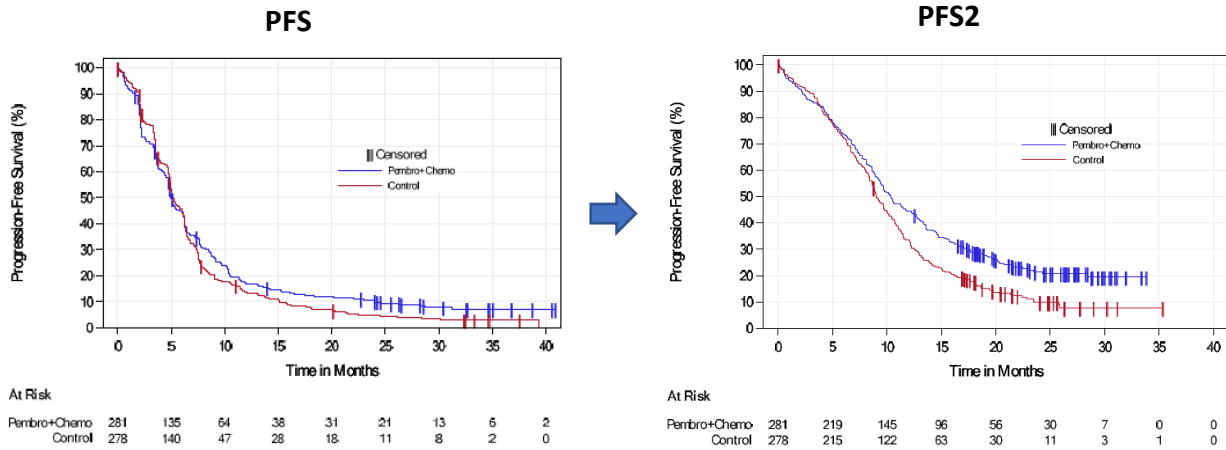 PFS
PFS2
100
90
80
70
60
50
40
30
20
10
0
Progression-Free Survival (%)
Censored
Pembro+Chemo
Control
0 5 10 15 20 25 30 35 40
Time in Months
At Risk
Pembro+Chemo 281 135 64 38 31 21 13 6 2
Control 278 140 47 28 18 11 8 2 0
100
90
80
70
60
50
40
30
20
10
0
Progression-Free Survival (%)
Censored
Pembro+Chemo
Control
0 5 10 15 20 25 30 35 40
Time in Months
At Risk
Pembro+Chemo 281 219 145 96 56 30 7 0 0
Control 278 215 122 63 30 11 3 1 0